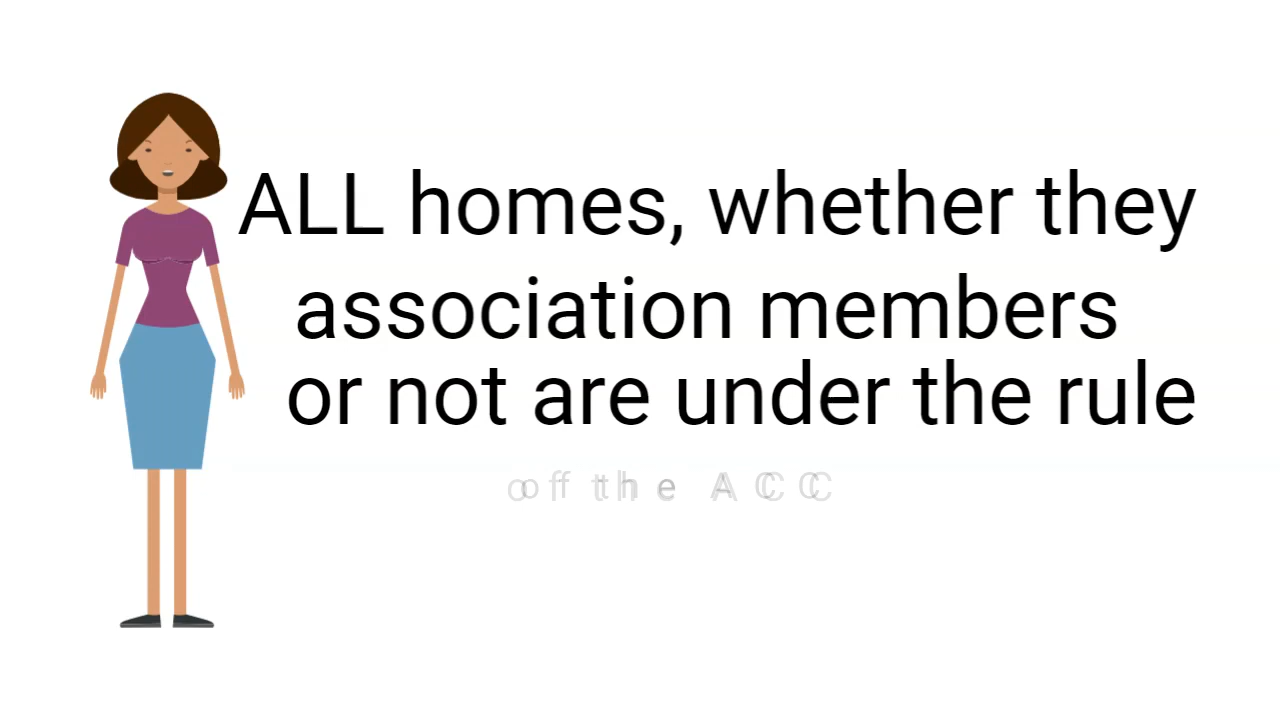 ALL homes, whether they
association members
or not are under the rule
of the ACC